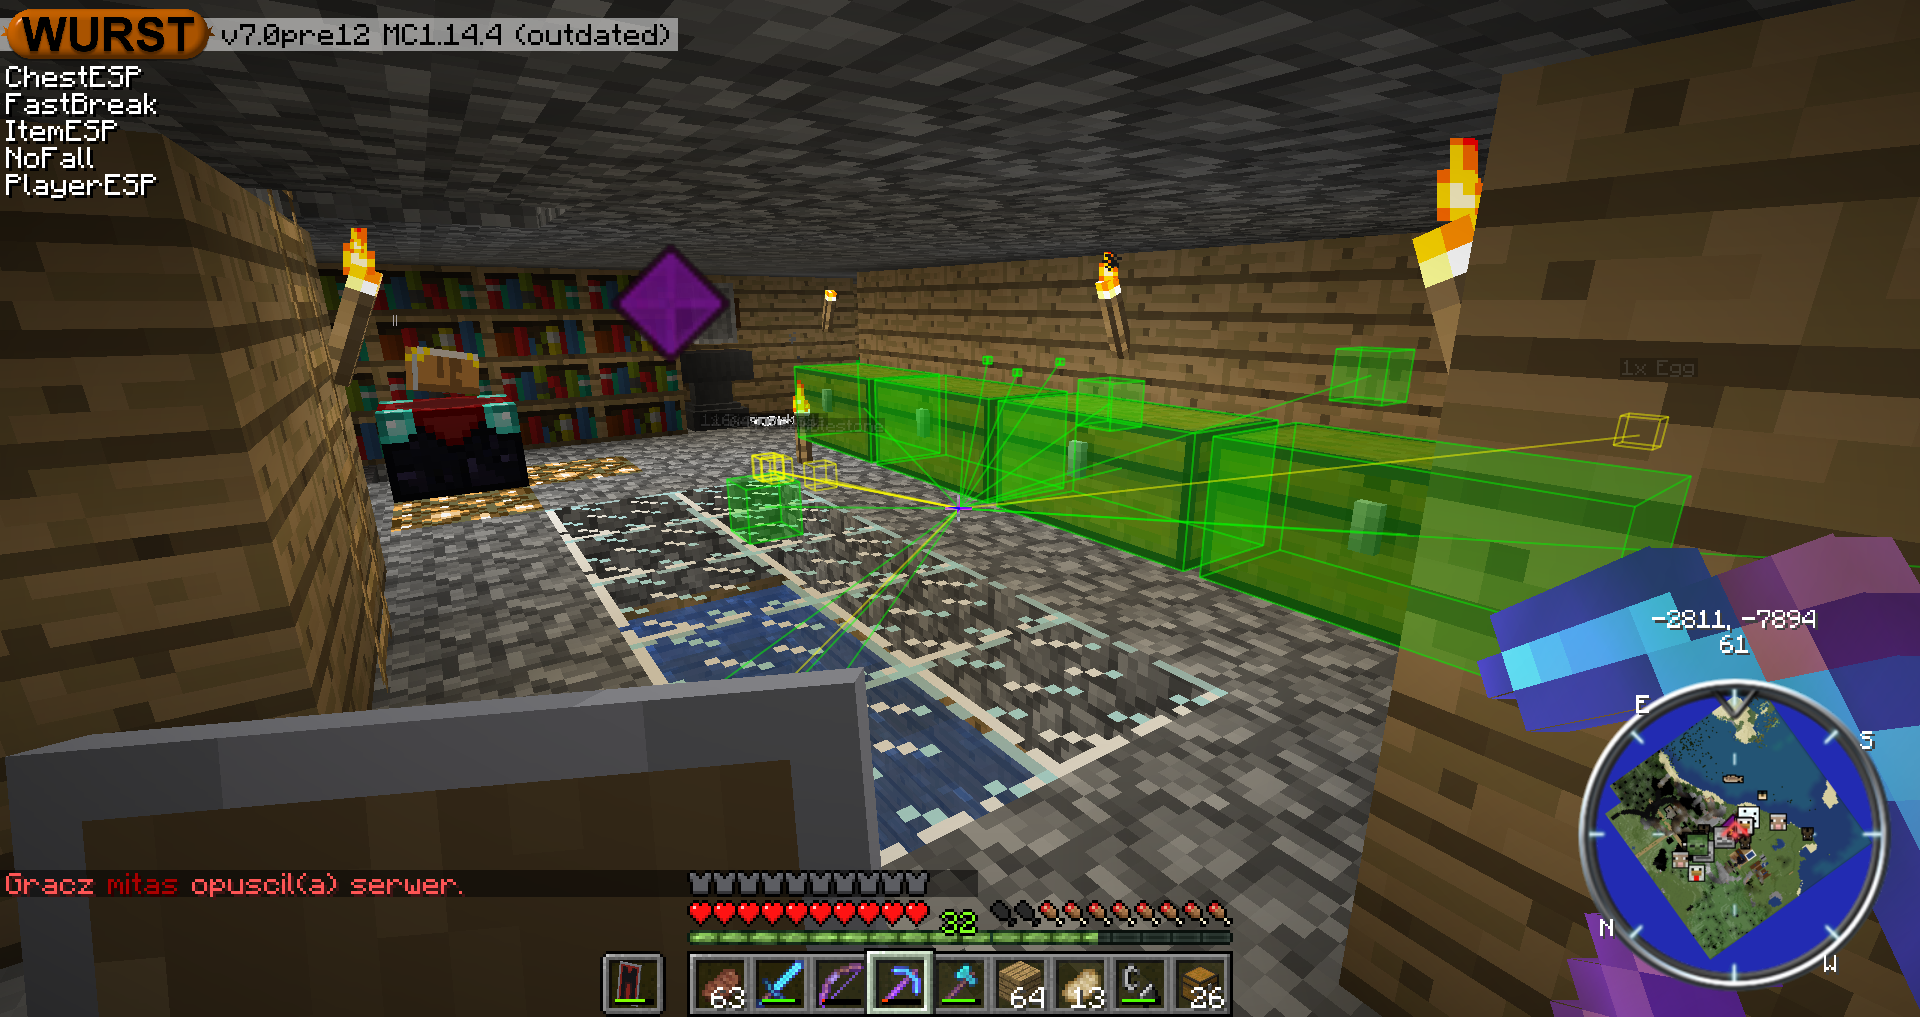 WURST v7.0pre12 MC1.14.4 (outdated)
ChestESP
FastBreak
ItemESP
NoFall
PlayerESP
1x Egg
-2811, -7894
61
E
S
N
W
Gracz mitas opuscil(a) serwer.
32
63
64
13
26